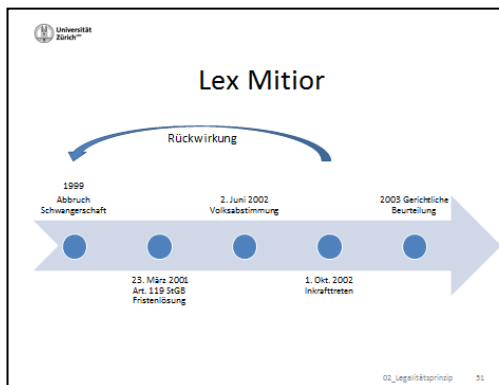 Universität
Zürich UZH
Lex Mitior
Rückwirkung
1999
Abbruch
Schwangerschaft
2. Juni 2002
Volksabstimmung
2003 Gerichtliche
Beurteilung
23. März 2001
Art. 119 StGB
Fristenlösung
1. Okt. 2002
Inkrafttreten
02_Legalitätsprinzip 51